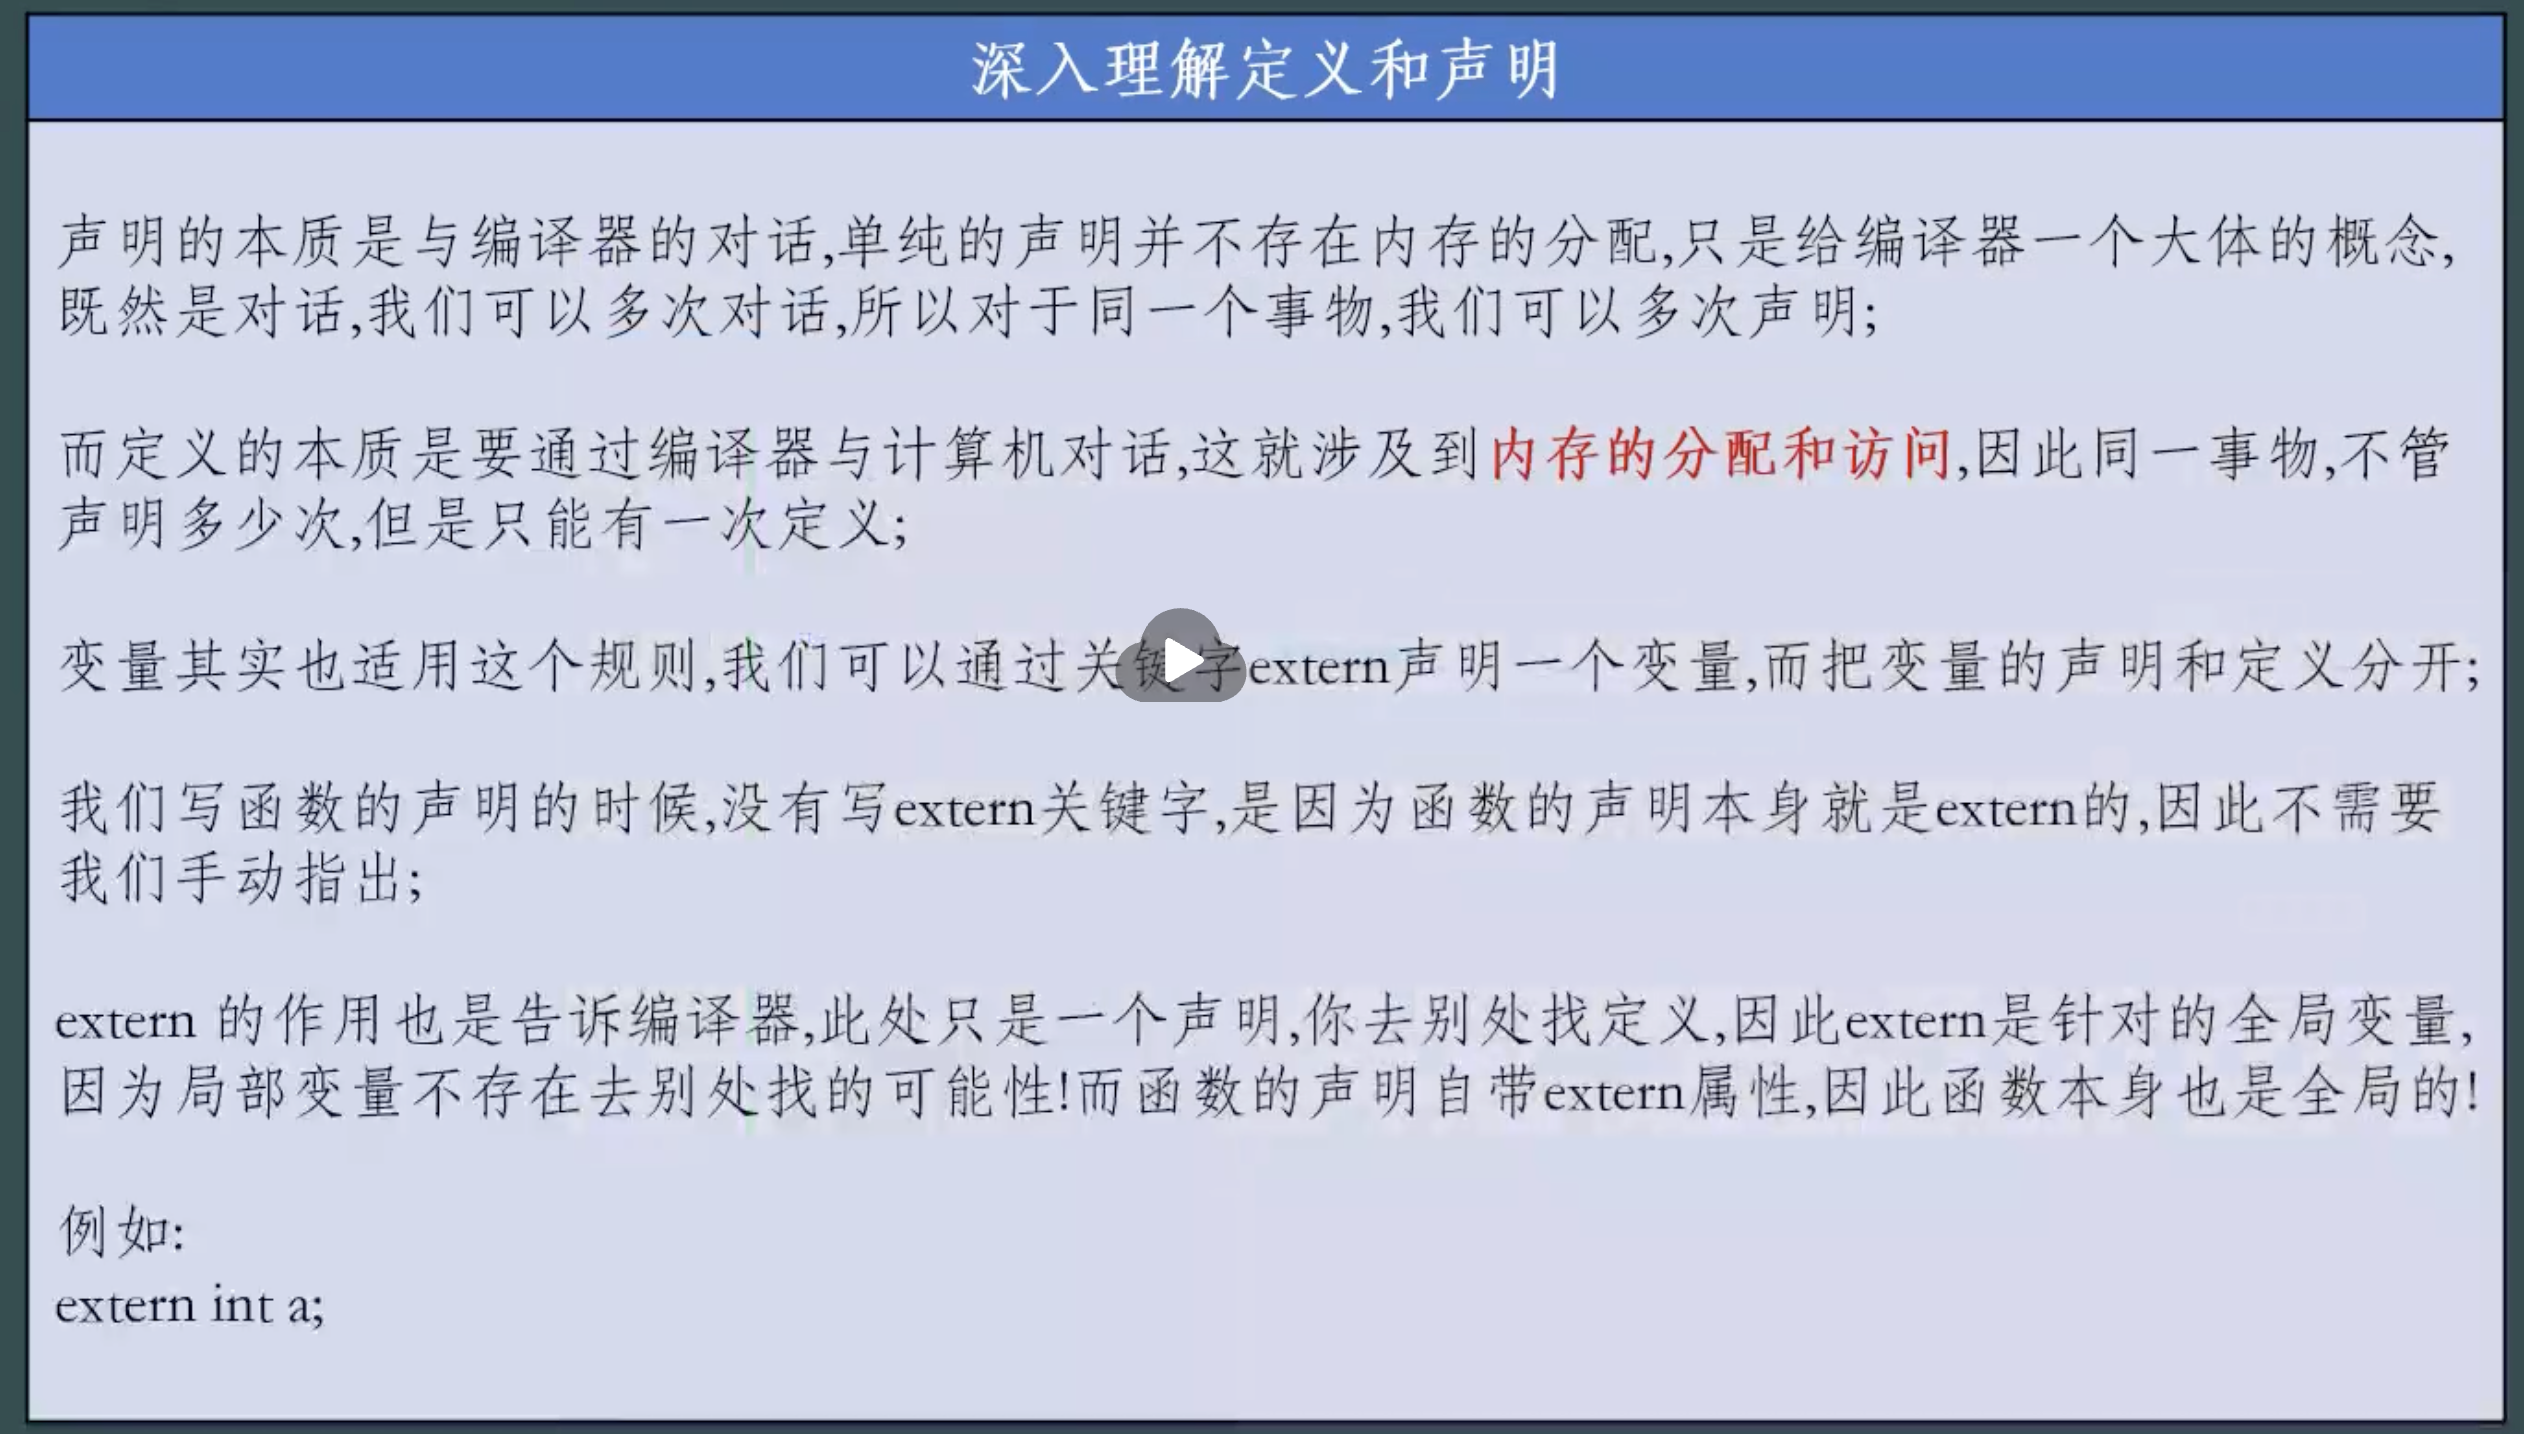 深入理解定义和声明
声明的本质是与编译器的对话,单纯的声明并不存在内存的分配,只是给编译器一个大体的概念,
既然是对话,我们可以多次对话,所以对于同一个事物,我们可以多次声明;
而定义的本质是要通过编译器与计算机对话,这就涉及到内存的分配和访问,因此同一事物,不管
声明多少次,但是只能有一次定义;
变量其实也适用这个规则,我们可以通过关键字extern声明一个变量,而把变量的声明和定义分开;
我们写函数的声明的时候,没有写extern关键字,是因为函数的声明本身就是extern的,因此不需要
我们手动指出;
extern 的作用也是告诉编译器,此处只是一个声明,你去别处找定义,因此extern是针对的全局变量,
因为局部变量不存在去别处找的可能性!而函数的声明自带extern属性,因此函数本身也是全局的!
例如:
extern int a;